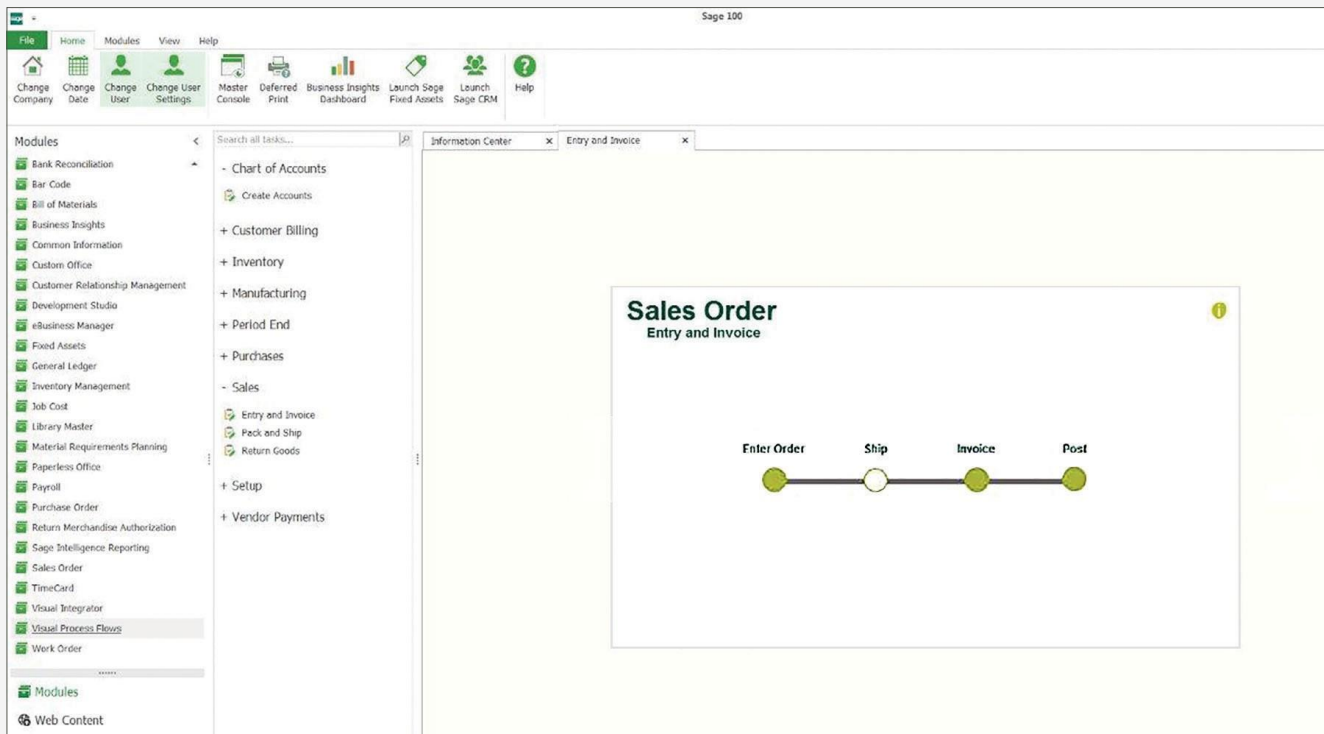 sage
Sage 100
File Home Modules View Help
Change Company
Change Date
Change User
Change User Settings
Master Console
Deferred Print
Business Insights Dashboard
Launch Sage Fixed Assets
Launch Sage CRM
Help
Modules
Bank Reconciliation
Bar Code
Bill of Materials
Business Insights
Common Information
Custom Office
Customer Relationship Management
Development Studio
eBusiness Manager
Fixed Assets
General Ledger
Inventory Management
Job Cost
Library Master
Material Requirements Planning
Paperless Office
Payroll
Purchase Order
Return Merchandise Authorization
Sage Intelligence Reporting
Sales Order
TimeCard
Visual Integrator
Visual Process Flows
Work Order
Modules
Web Content
Search all tasks...
- Chart of Accounts
Create Accounts
+ Customer Billing
+ Inventory
+ Manufacturing
+ Period End
+ Purchases
- Sales
Entry and Invoice
Pack and Ship
Return Goods
+ Setup
+ Vendor Payments
Information Center x Entry and Invoice x
Sales Order
Entry and Invoice
Enter Order Ship Invoice Post